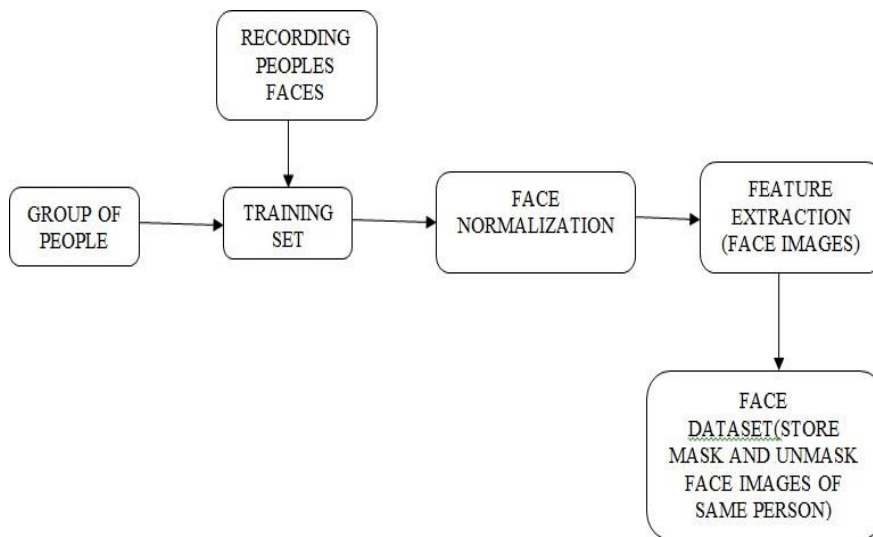 RECORDING
PEOPLES
FACES
GROUP OF
PEOPLE
TRAINING
SET
FACE
NORMALIZATION
FEATURE
EXTRACTION
(FACE IMAGES)
FACE
DATASET(STORE
MASK AND UNMASK
FACE IMAGES OF
SAME PERSON)